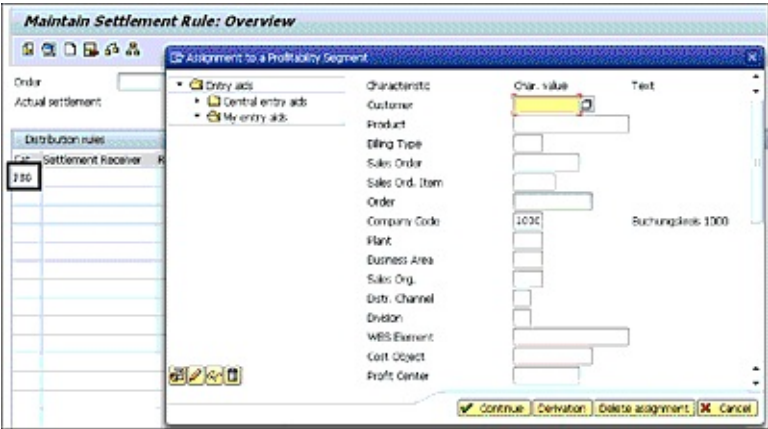 Maintain Settlement Rule: Overview
Assignment to a Profitability Segment
Order
Actual settlement
Distribution rules
Cat Settlement Receiver R
PSG
Entry aids
Central entry aids
My entry aids
Characteristic Char. value Text
Customer
Product
Billing Type
Sales Order
Sales Ord. Item
Order
Company Code 1000 Buchungskreis 1000
Plant
Business Area
Sales Org.
Distr. Channel
Division
WBS Element
Cost Object
Profit Center
Continue Derivation Delete assignment Cancel